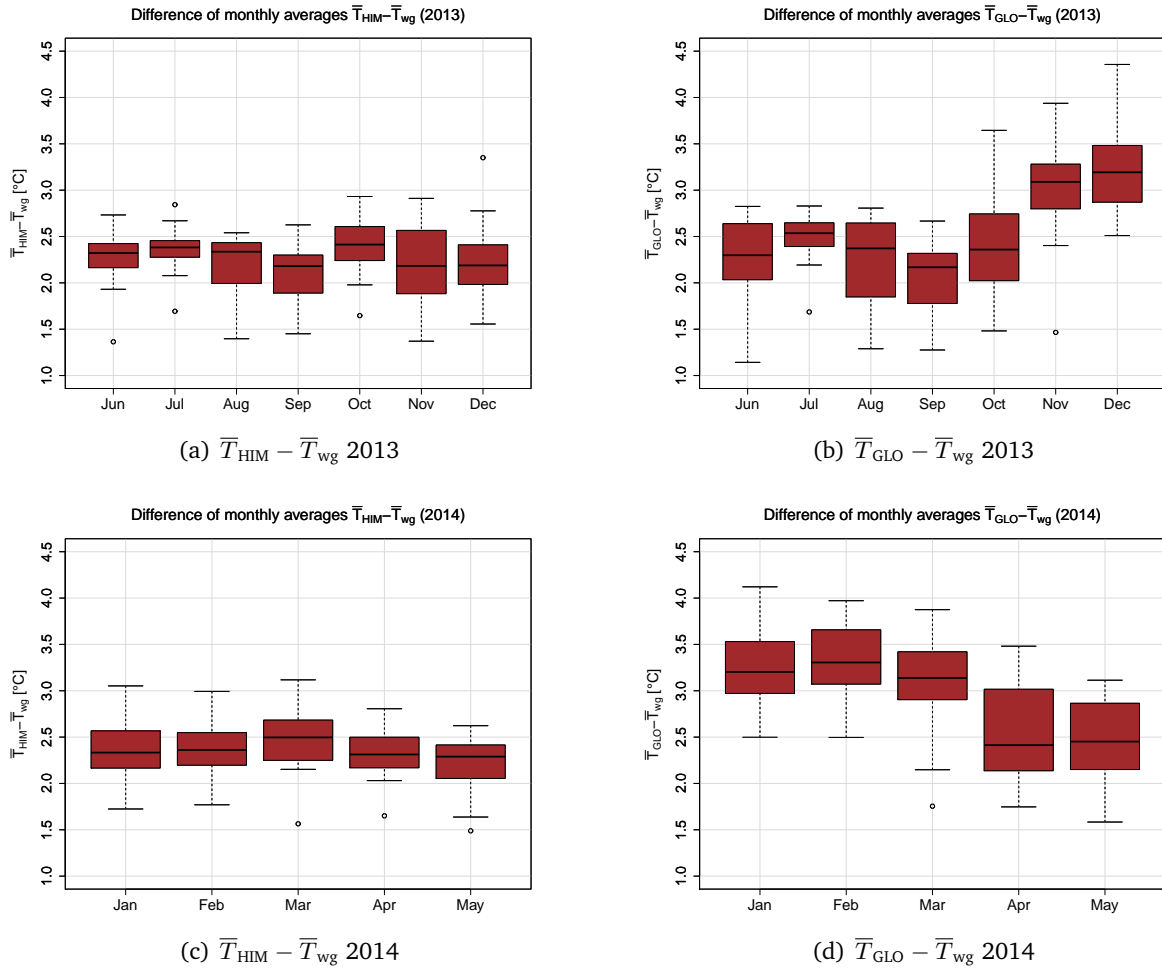 Difference of monthly averages T̅HIM–T̅wg (2013)
T̅HIM–T̅wg [°C]
4.5
4.0
3.5
3.0
2.5
2.0
1.5
1.0
Jun Jul Aug Sep Oct Nov Dec
(a) T̅HIM − T̅wg 2013
Difference of monthly averages T̅GLO–T̅wg (2013)
T̅GLO–T̅wg [°C]
4.5
4.0
3.5
3.0
2.5
2.0
1.5
1.0
Jun Jul Aug Sep Oct Nov Dec
(b) T̅GLO − T̅wg 2013
Difference of monthly averages T̅HIM–T̅wg (2014)
T̅HIM–T̅wg [°C]
4.5
4.0
3.5
3.0
2.5
2.0
1.5
1.0
Jan Feb Mar Apr May
(c) T̅HIM − T̅wg 2014
Difference of monthly averages T̅GLO–T̅wg (2014)
T̅GLO–T̅wg [°C]
4.5
4.0
3.5
3.0
2.5
2.0
1.5
1.0
Jan Feb Mar Apr May
(d) T̅GLO − T̅wg 2014